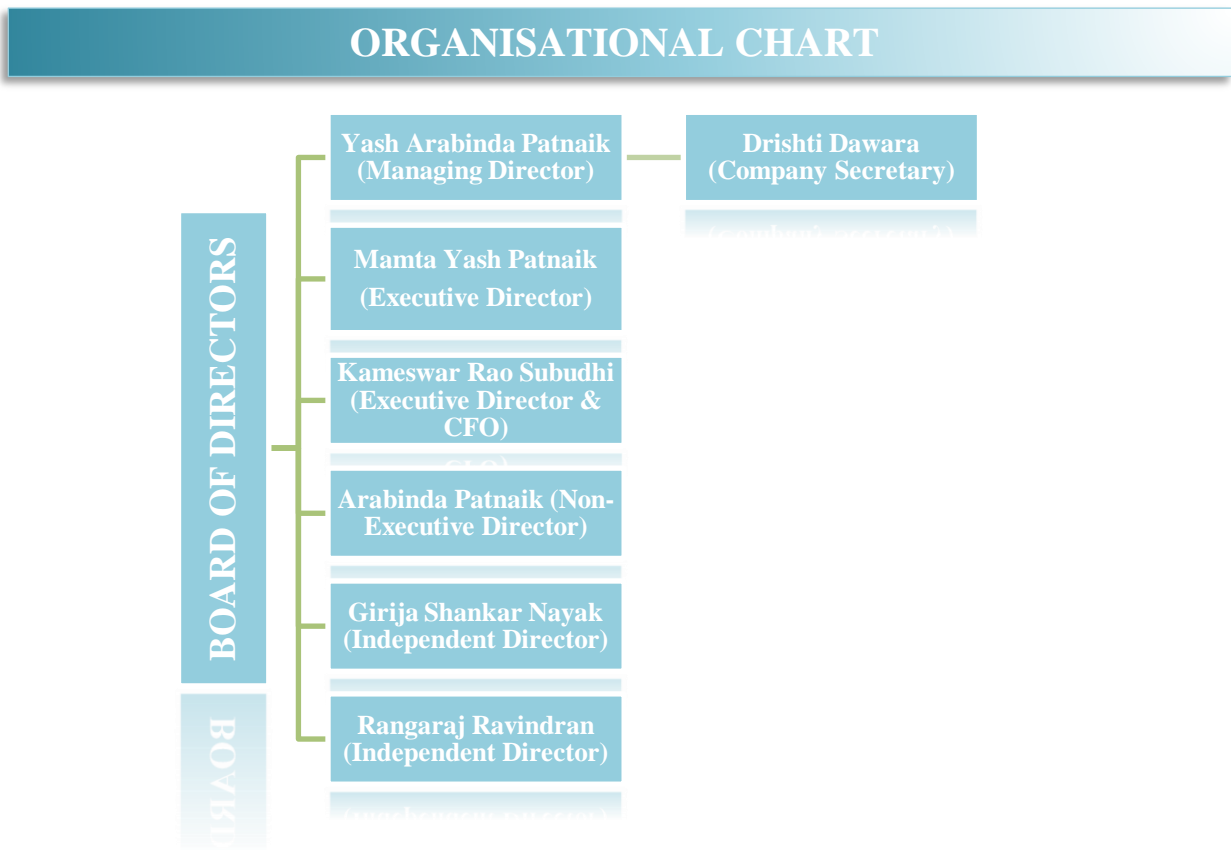 ORGANISATIONAL CHART
BOARD OF DIRECTORS
Yash Arabinda Patnaik
(Managing Director)
Drishti Dawara
(Company Secretary)
Mamta Yash Patnaik
(Executive Director)
Kameswar Rao Subudhi
(Executive Director &
CFO)
Arabinda Patnaik (Non-
Executive Director)
Girija Shankar Nayak
(Independent Director)
Rangaraj Ravindran
(Independent Director)